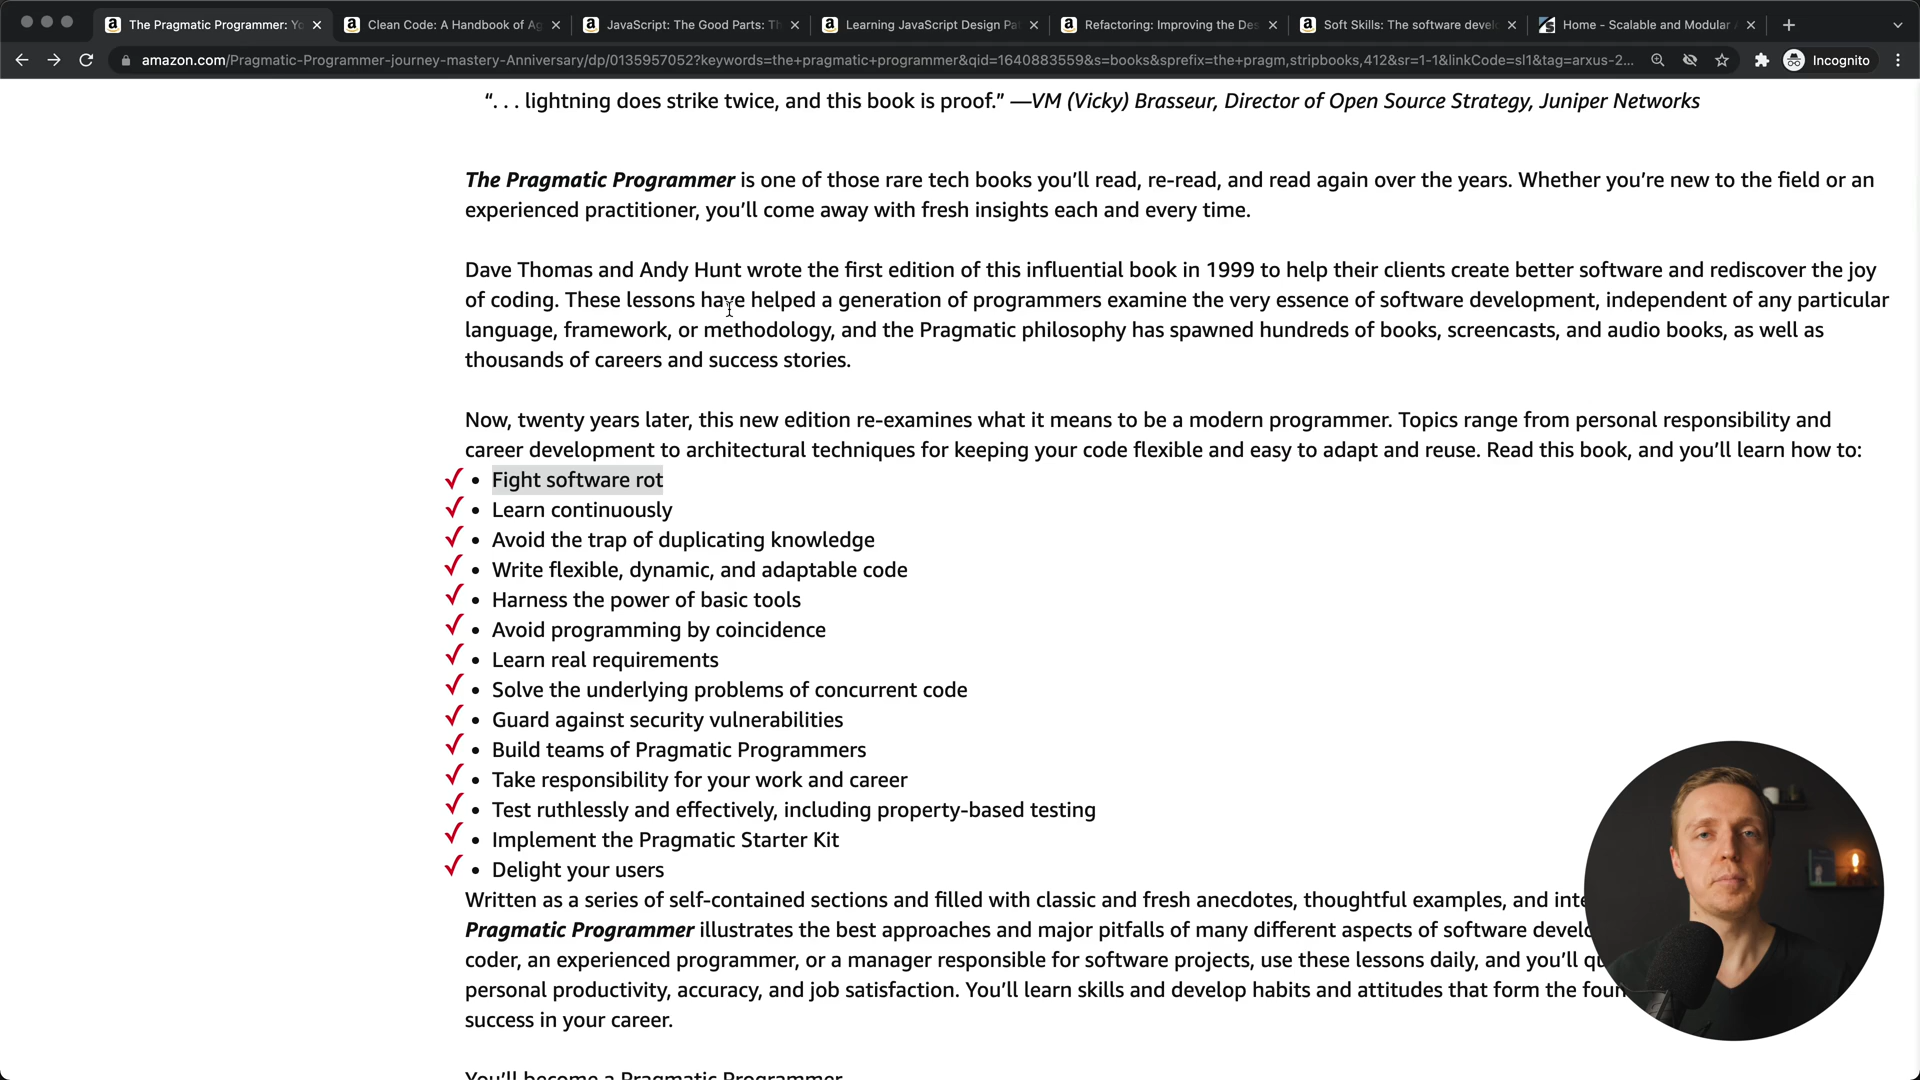 The Pragmatic Programmer: Yo
Clean Code: A Handbook of Ag
JavaScript: The Good Parts: Th
Learning JavaScript Design Pa
Refactoring: Improving the Des
Soft Skills: The software devel
Home - Scalable and Modular A
amazon.com/Pragmatic-Programmer-journey-mastery-Anniversary/dp/0135957052?keywords=the+pragmatic+programmer&qid=1640883559&s=books&sprefix=the+pragm,stripbooks,412&sr=1-1&linkCode=sl1&tag=arxus-2...
Incognito
“. . . lightning does strike twice, and this book is proof.” —VM (Vicky) Brasseur, Director of Open Source Strategy, Juniper Networks
The Pragmatic Programmer is one of those rare tech books you’ll read, re-read, and read again over the years. Whether you’re new to the field or an
experienced practitioner, you’ll come away with fresh insights each and every time.
Dave Thomas and Andy Hunt wrote the first edition of this influential book in 1999 to help their clients create better software and rediscover the joy
of coding. These lessons have helped a generation of programmers examine the very essence of software development, independent of any particular
language, framework, or methodology, and the Pragmatic philosophy has spawned hundreds of books, screencasts, and audio books, as well as
thousands of careers and success stories.
Now, twenty years later, this new edition re-examines what it means to be a modern programmer. Topics range from personal responsibility and
career development to architectural techniques for keeping your code flexible and easy to adapt and reuse. Read this book, and you’ll learn how to:
• Fight software rot
• Learn continuously
• Avoid the trap of duplicating knowledge
• Write flexible, dynamic, and adaptable code
• Harness the power of basic tools
• Avoid programming by coincidence
• Learn real requirements
• Solve the underlying problems of concurrent code
• Guard against security vulnerabilities
• Build teams of Pragmatic Programmers
• Take responsibility for your work and career
• Test ruthlessly and effectively, including property-based testing
• Implement the Pragmatic Starter Kit
• Delight your users
Written as a series of self-contained sections and filled with classic and fresh anecdotes, thoughtful examples, and inte
Pragmatic Programmer illustrates the best approaches and major pitfalls of many different aspects of software develo
coder, an experienced programmer, or a manager responsible for software projects, use these lessons daily, and you’ll qu
personal productivity, accuracy, and job satisfaction. You’ll learn skills and develop habits and attitudes that form the foun
success in your career.
You’ll become a Pragmatic Programmer